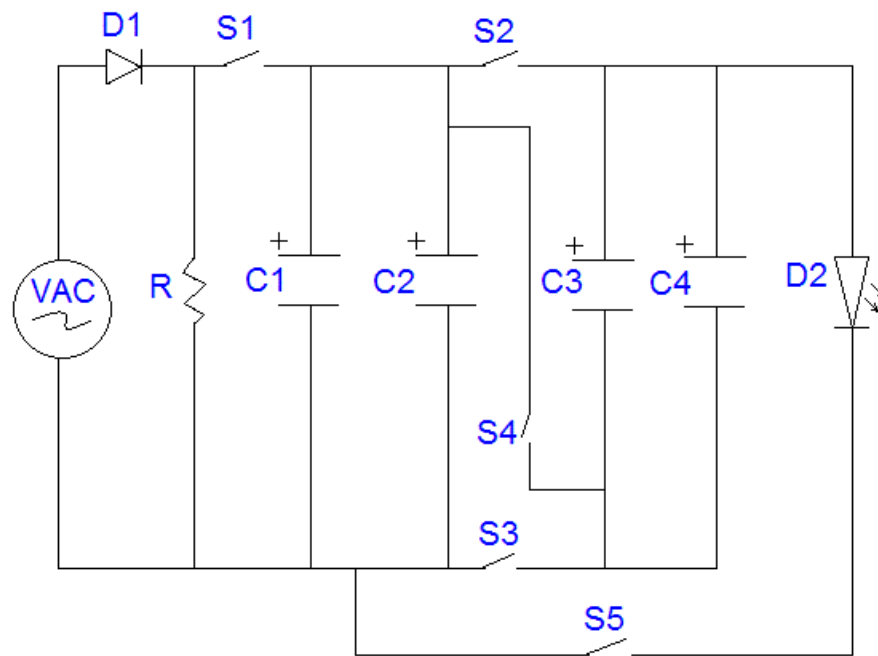 D1
S1
S2
+
+
+
+
VAC
R
C1
C2
C3
C4
D2
S4
S3
S5